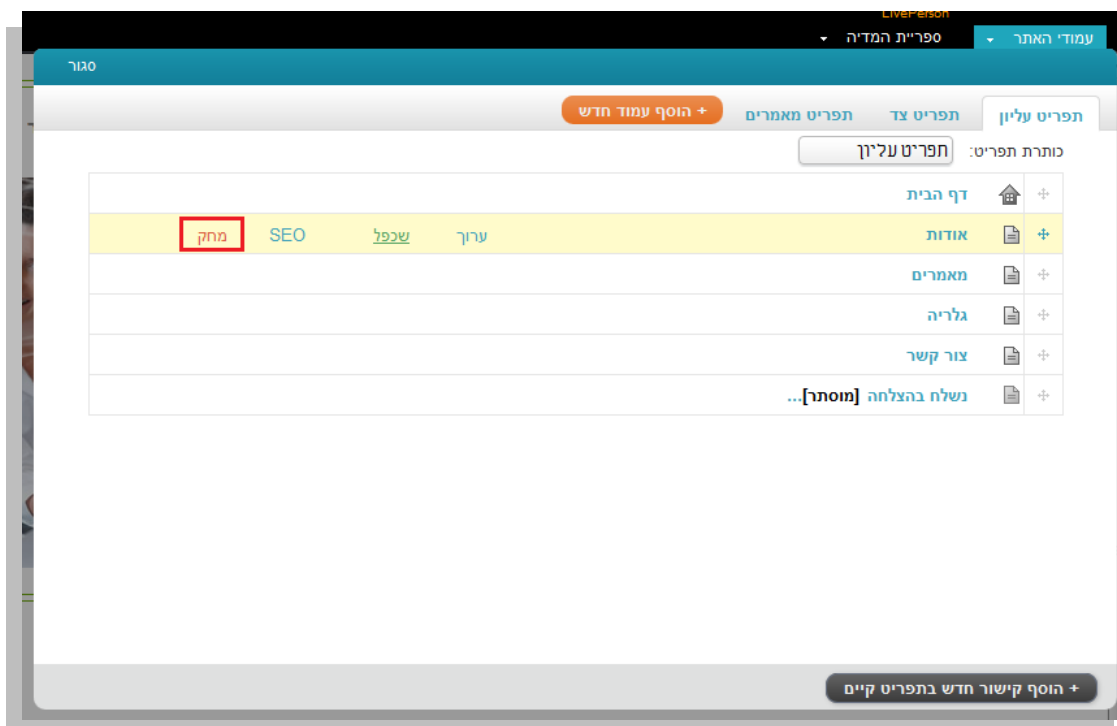 LivePerson
עמודי האתר ספריית המדיה
סגור
תפריט עליון תפריט צד תפריט מאמרים + הוסף עמוד חדש
כותרת תפריט: תפריט עליון
דף הבית
אודות ערוך שכפל SEO מחק
מאמרים
גלריה
צור קשר
נשלח בהצלחה [מוסתר]...
+ הוסף קישור חדש בתפריט קיים